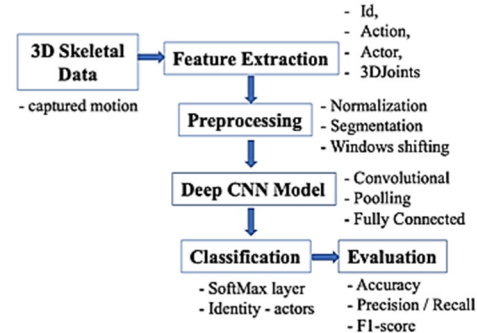 3D Skeletal
Data
- captured motion
Feature Extraction
- Id,
- Action,
- Actor,
- 3DJoints
Preprocessing
- Normalization
- Segmentation
- Windows shifting
Deep CNN Model
- Convolutional
- Poolling
- Fully Connected
Classification
- SoftMax layer
- Identity - actors
Evaluation
- Accuracy
- Precision / Recall
- F1-score